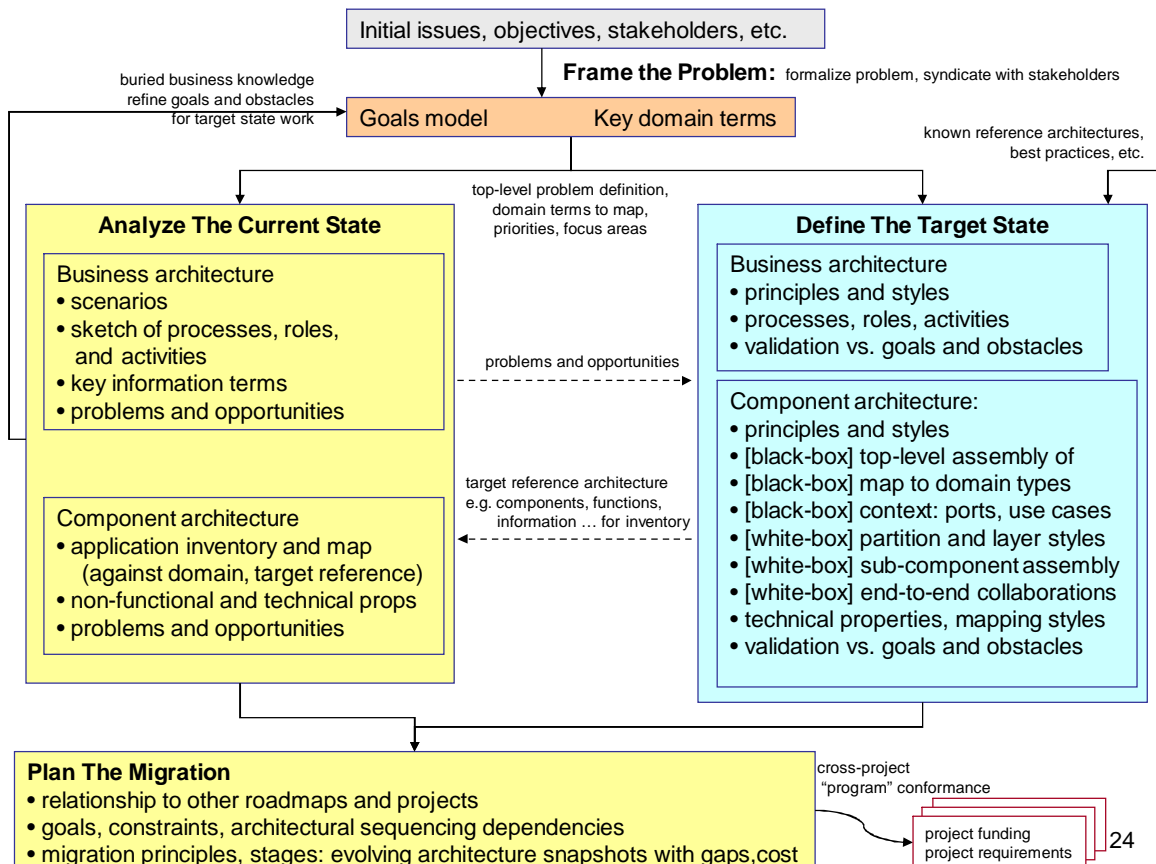 Initial issues, objectives, stakeholders, etc.
Frame the Problem: formalize problem, syndicate with stakeholders
buried business knowledge
refine goals and obstacles
for target state work
Goals model Key domain terms
known reference architectures,
best practices, etc.
top-level problem definition,
domain terms to map,
priorities, focus areas
Analyze The Current State
Business architecture
• scenarios
• sketch of processes, roles,
and activities
• key information terms
• problems and opportunities
Component architecture
• application inventory and map
(against domain, target reference)
• non-functional and technical props
• problems and opportunities
problems and opportunities
target reference architecture
e.g. components, functions,
information … for inventory
Define The Target State
Business architecture
• principles and styles
• processes, roles, activities
• validation vs. goals and obstacles
Component architecture:
• principles and styles
• [black-box] top-level assembly of
• [black-box] map to domain types
• [black-box] context: ports, use cases
• [white-box] partition and layer styles
• [white-box] sub-component assembly
• [white-box] end-to-end collaborations
• technical properties, mapping styles
• validation vs. goals and obstacles
Plan The Migration
• relationship to other roadmaps and projects
• goals, constraints, architectural sequencing dependencies
• migration principles, stages: evolving architecture snapshots with gaps,cost
cross-project
“program” conformance
project funding
project requirements
24